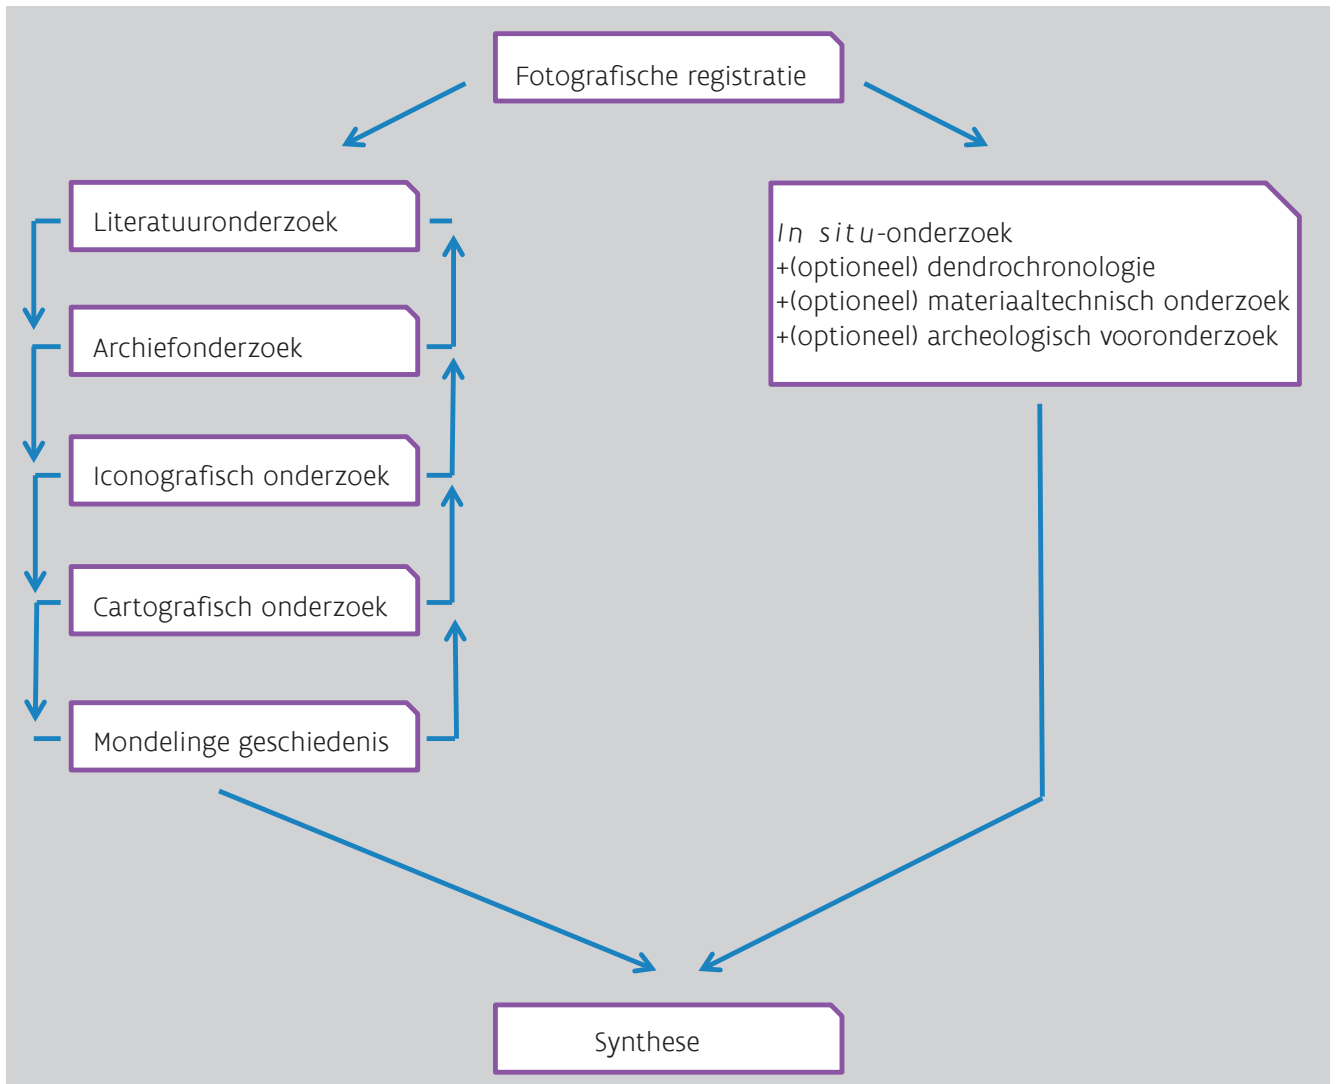 Fotografische registratie
Literatuuronderzoek
Archiefonderzoek
Iconografisch onderzoek
Cartografisch onderzoek
Mondelinge geschiedenis
In situ-onderzoek
+(optioneel) dendrochronologie
+(optioneel) materiaaltechnisch onderzoek
+(optioneel) archeologisch vooronderzoek
Synthese